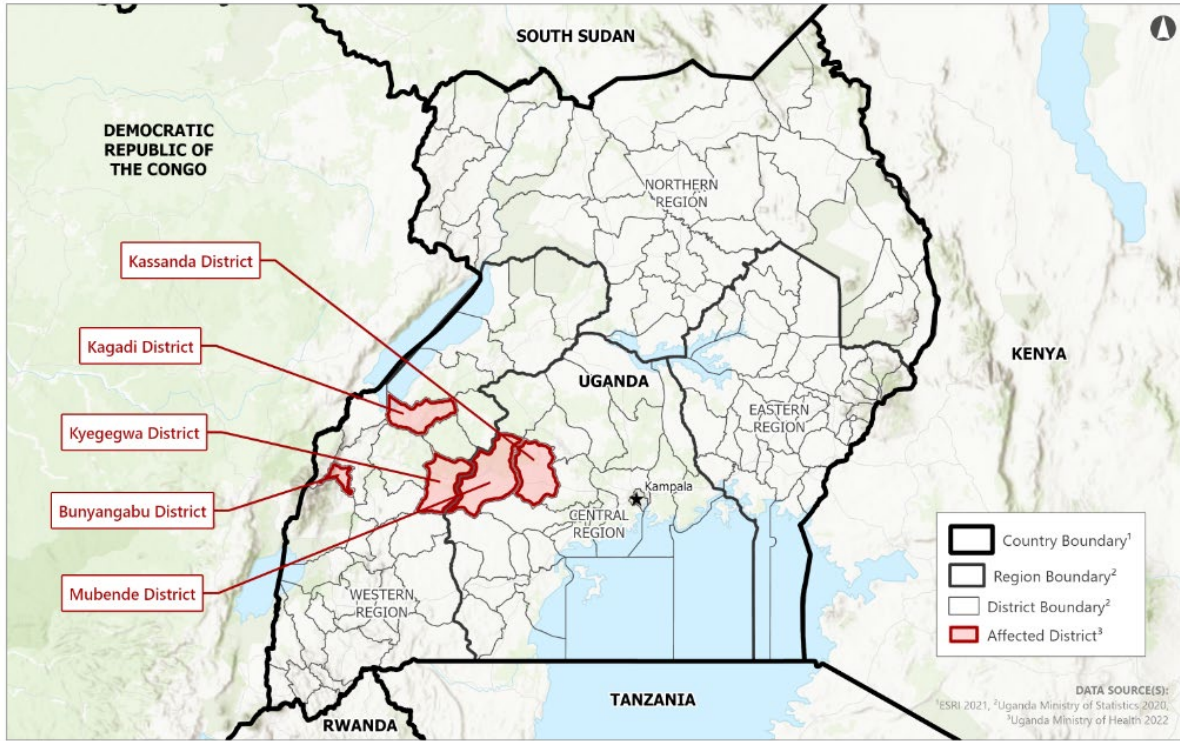 SOUTH SUDAN
DEMOCRATIC
REPUBLIC OF
THE CONGO
NORTHERN
REGION
Kassanda District
Kagadi District
KENYA
UGANDA
EASTERN
REGION
Kyegegwa District
Kampala
Bunyangabu District
CENTRAL
REGION
Mubende District
WESTERN
REGION
Country Boundary¹
Region Boundary²
District Boundary²
Affected District³
TANZANIA
RWANDA
DATA SOURCE(S):
¹ESRI 2021, ²Uganda Ministry of Statistics 2020,
³Uganda Ministry of Health 2022